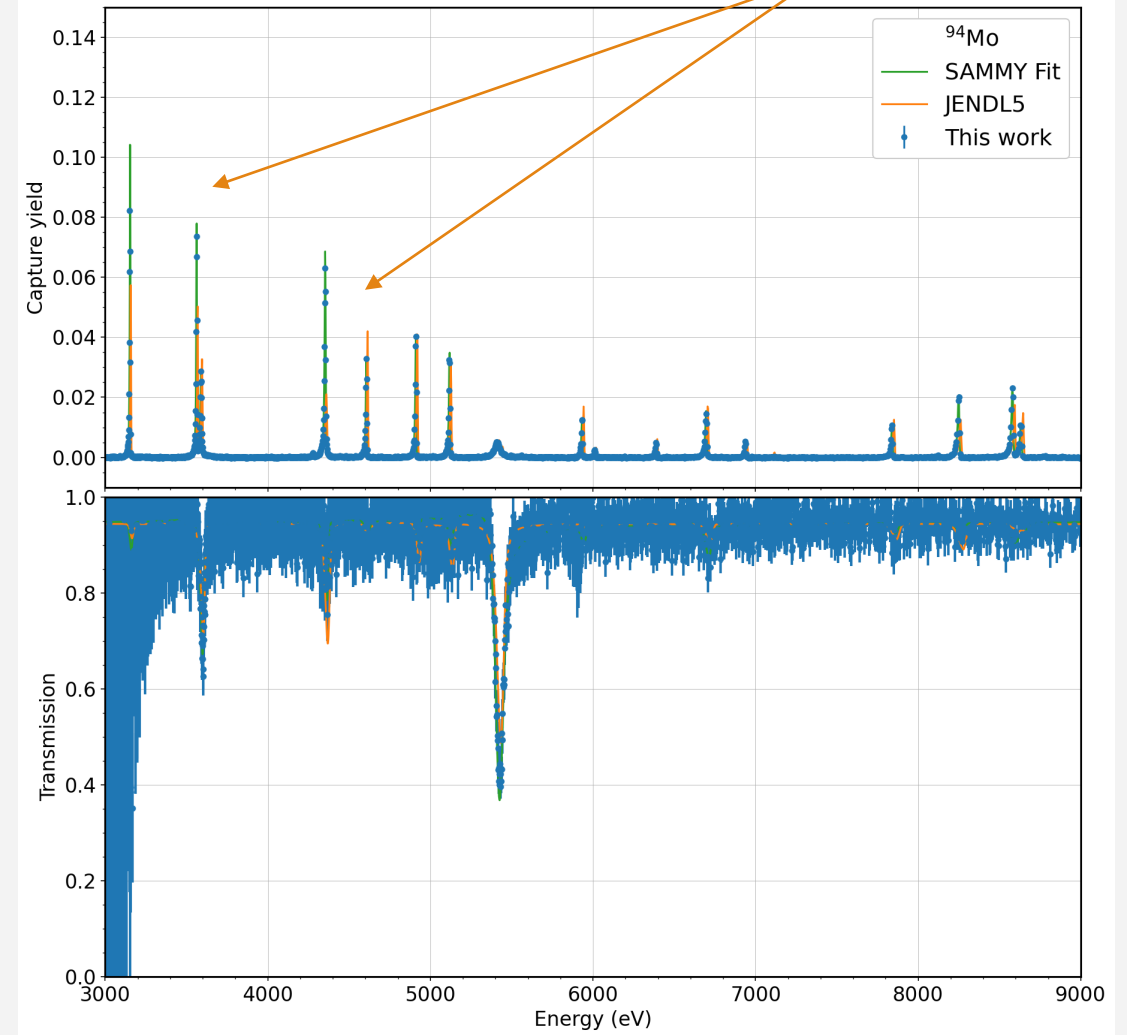 0.14
0.12
0.10
0.08
0.06
0.04
0.02
0.00
Capture yield
⁹⁴Mo
SAMMY Fit
JENDL5
This work
1.0
0.8
0.6
0.4
0.2
0.0
Transmission
3000 4000 5000 6000 7000 8000 9000
Energy (eV)